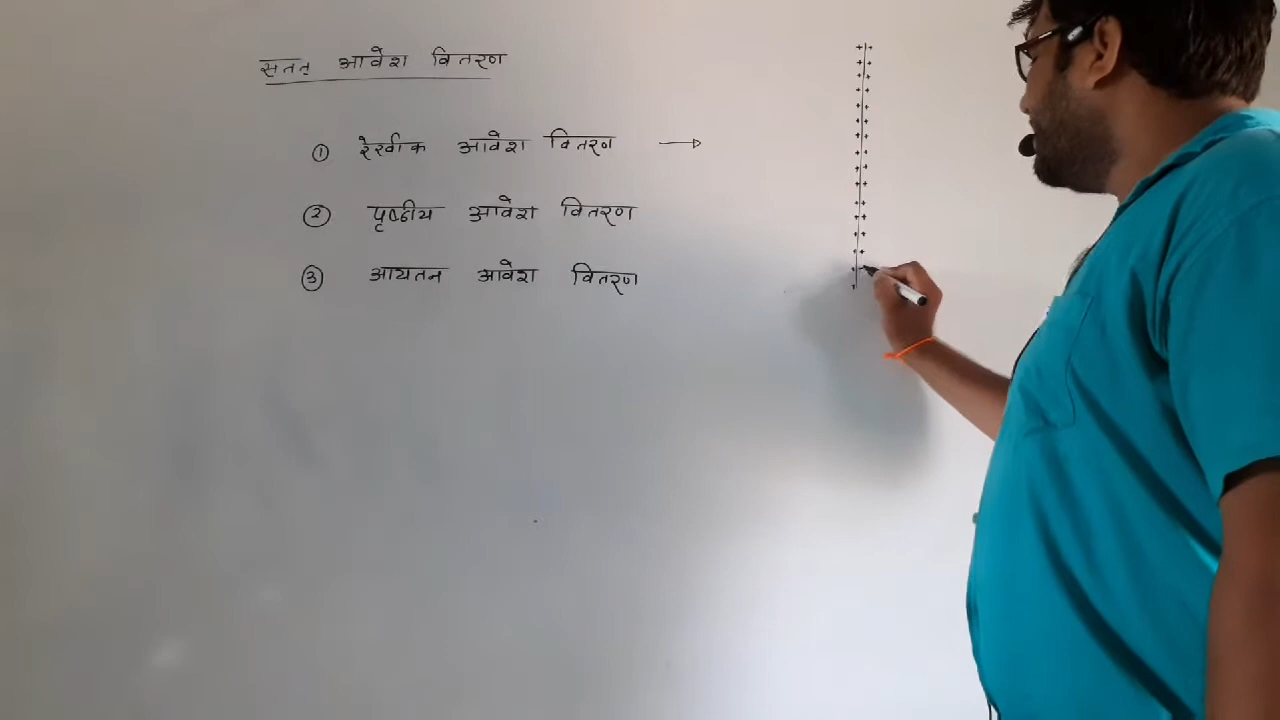 सतत् आवेश वितरण
① रेखीक आवेश वितरण →
② पृष्ठीय आवेश वितरण
③ आयतन आवेश वितरण